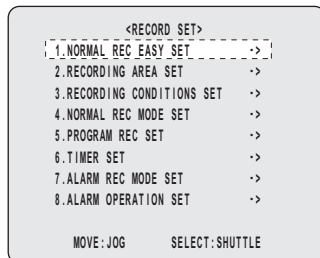 <RECORD SET>
1.NORMAL REC EASY SET ->
2.RECORDING AREA SET ->
3.RECORDING CONDITIONS SET ->
4.NORMAL REC MODE SET ->
5.PROGRAM REC SET ->
6.TIMER SET ->
7.ALARM REC MODE SET ->
8.ALARM OPERATION SET ->
MOVE:JOG SELECT:SHUTTLE